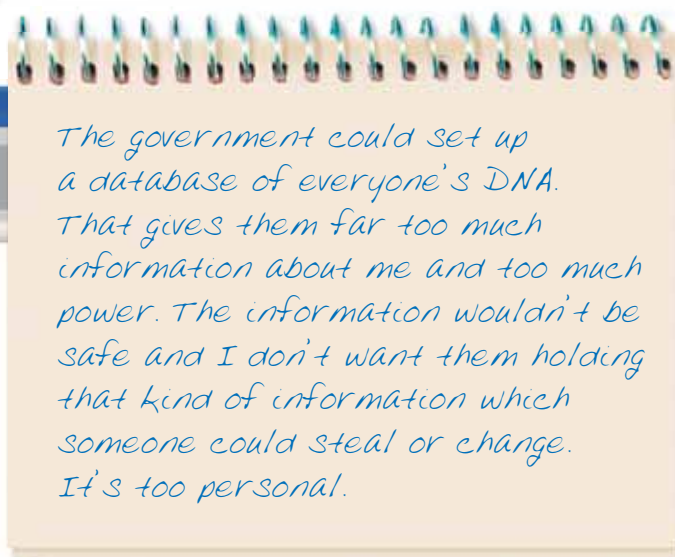 The government could set up
a database of everyone's DNA.
That gives them far too much
information about me and too much
power. The information wouldn't be
safe and I don't want them holding
that kind of information which
someone could steal or change.
It's too personal.